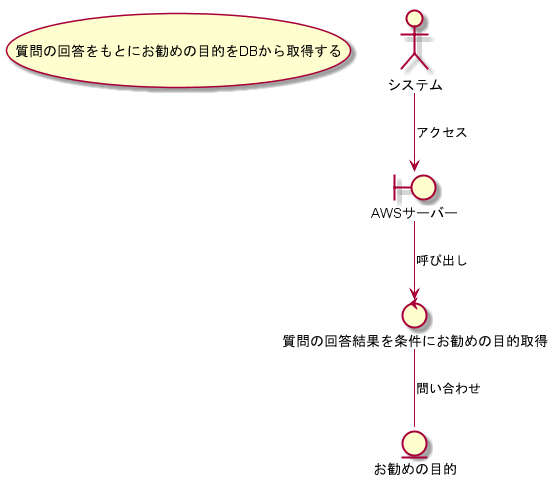 質問の回答をもとにお勧めの目的をDBから取得する
システム
アクセス
AWSサーバー
呼び出し
質問の回答結果を条件にお勧めの目的取得
問い合わせ
お勧めの目的